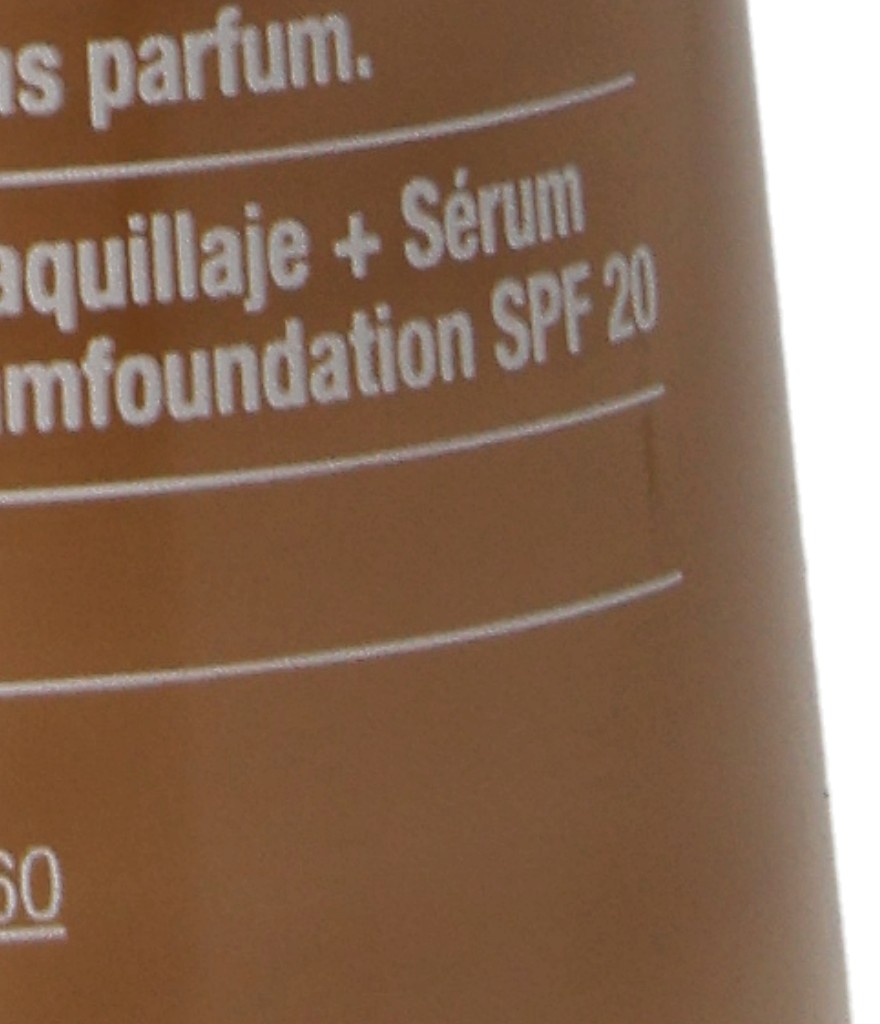 parfum.
aquillaje + Sérum
mfoundation SPF 20
60